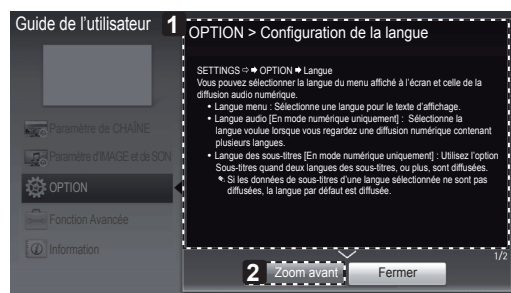 Guide de l'utilisateur
1
OPTION > Configuration de la langue
Paramètre de CHAÎNE
Paramètre d'IMAGE et de SON
OPTION
Fonction Avancée
Information
SETTINGS ⇨ ➡ OPTION ➡ Langue
Vous pouvez sélectionner la langue du menu affiché à l'écran et celle de la
diffusion audio numérique.
• Langue menu : Sélectionne une langue pour le texte d'affichage.
• Langue audio [En mode numérique uniquement] : Sélectionne la
langue voulue lorsque vous regardez une diffusion numérique contenant
plusieurs langues.
• Langue des sous-titres [En mode numérique uniquement] : Utilisez l'option
Sous-titres quand deux langues des sous-titres, ou plus, sont diffusées.
Si les données de sous-titres d'une langue sélectionnée ne sont pas
diffusées, la langue par défaut est diffusée.
1/2
2
Zoom avant
Fermer